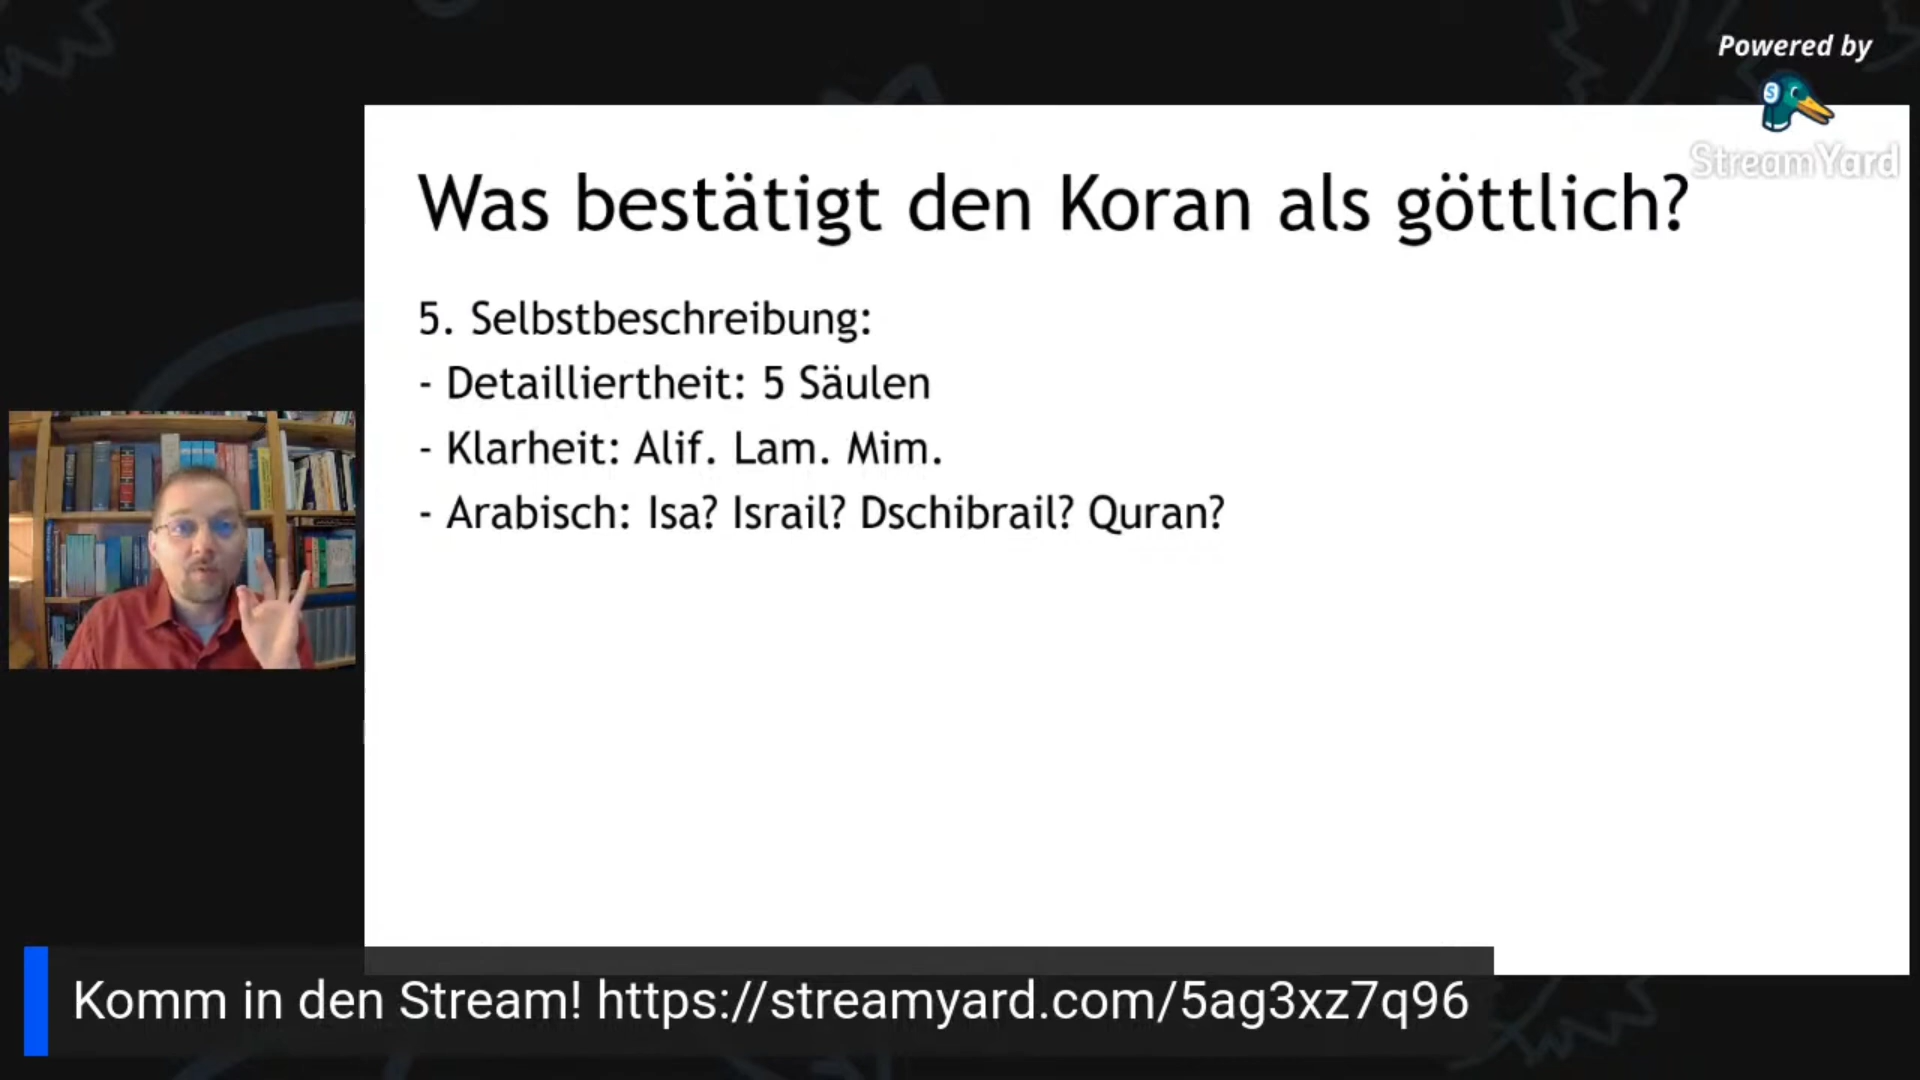 Powered by
StreamYard
Was bestätigt den Koran als göttlich?
5. Selbstbeschreibung:
- Detailliertheit: 5 Säulen
- Klarheit: Alif. Lam. Mim.
- Arabisch: Isa? Israil? Dschibrail? Quran?
Komm in den Stream! https://streamyard.com/5ag3xz7q96